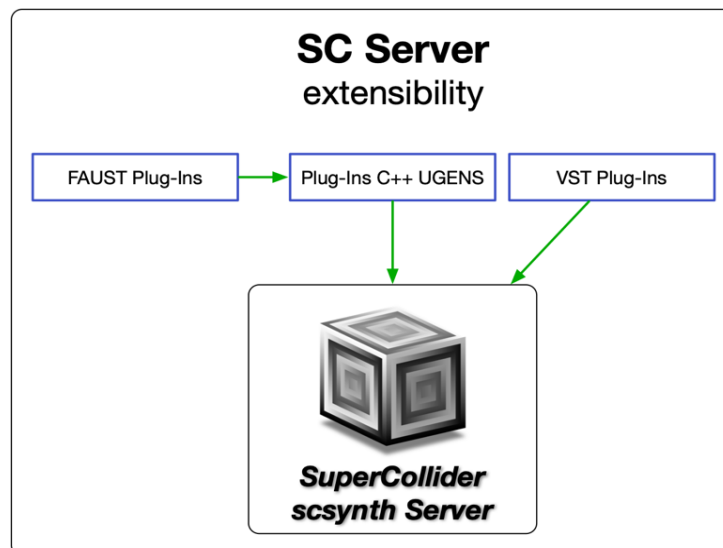 SC Server
extensibility
FAUST Plug-Ins
Plug-Ins C++ UGENS
VST Plug-Ins
SuperCollider
scsynth Server